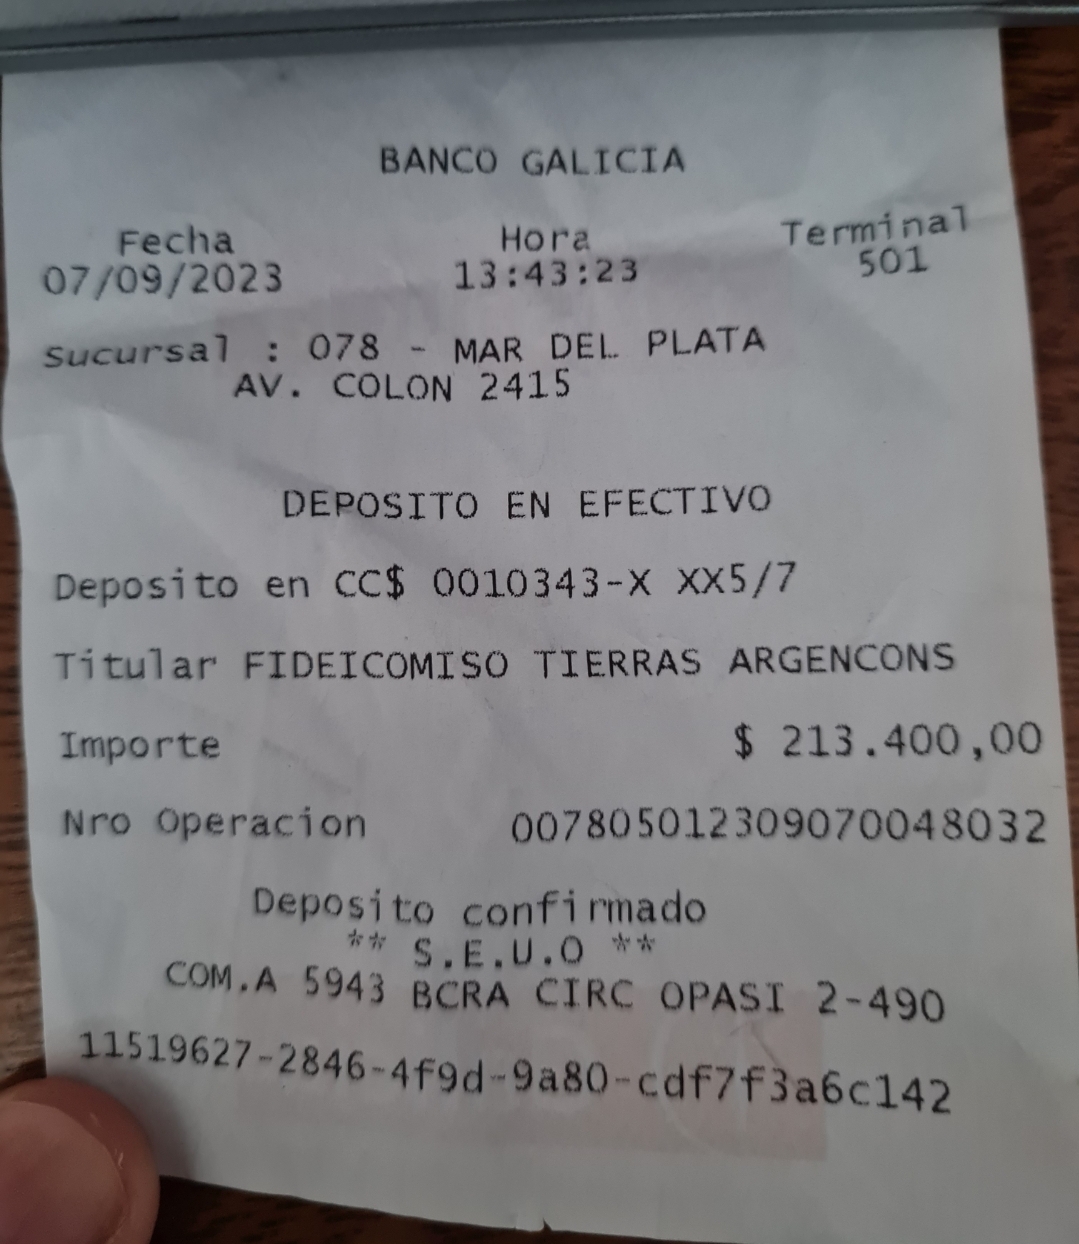 BANCO GALICIA
Fecha Hora Terminal
07/09/2023 13:43:23 501
Sucursal : 078 - MAR DEL PLATA
AV. COLON 2415
DEPOSITO EN EFECTIVO
Deposito en CC$ 0010343-X XX5/7
Titular FIDEICOMISO TIERRAS ARGENCONS
Importe $ 213.400,00
Nro Operacion 007805012309070048032
Deposito confirmado
** S.E.U.O **
COM.A 5943 BCRA CIRC OPASI 2-490
11519627-2846-4f9d-9a80-cdf7f3a6c142